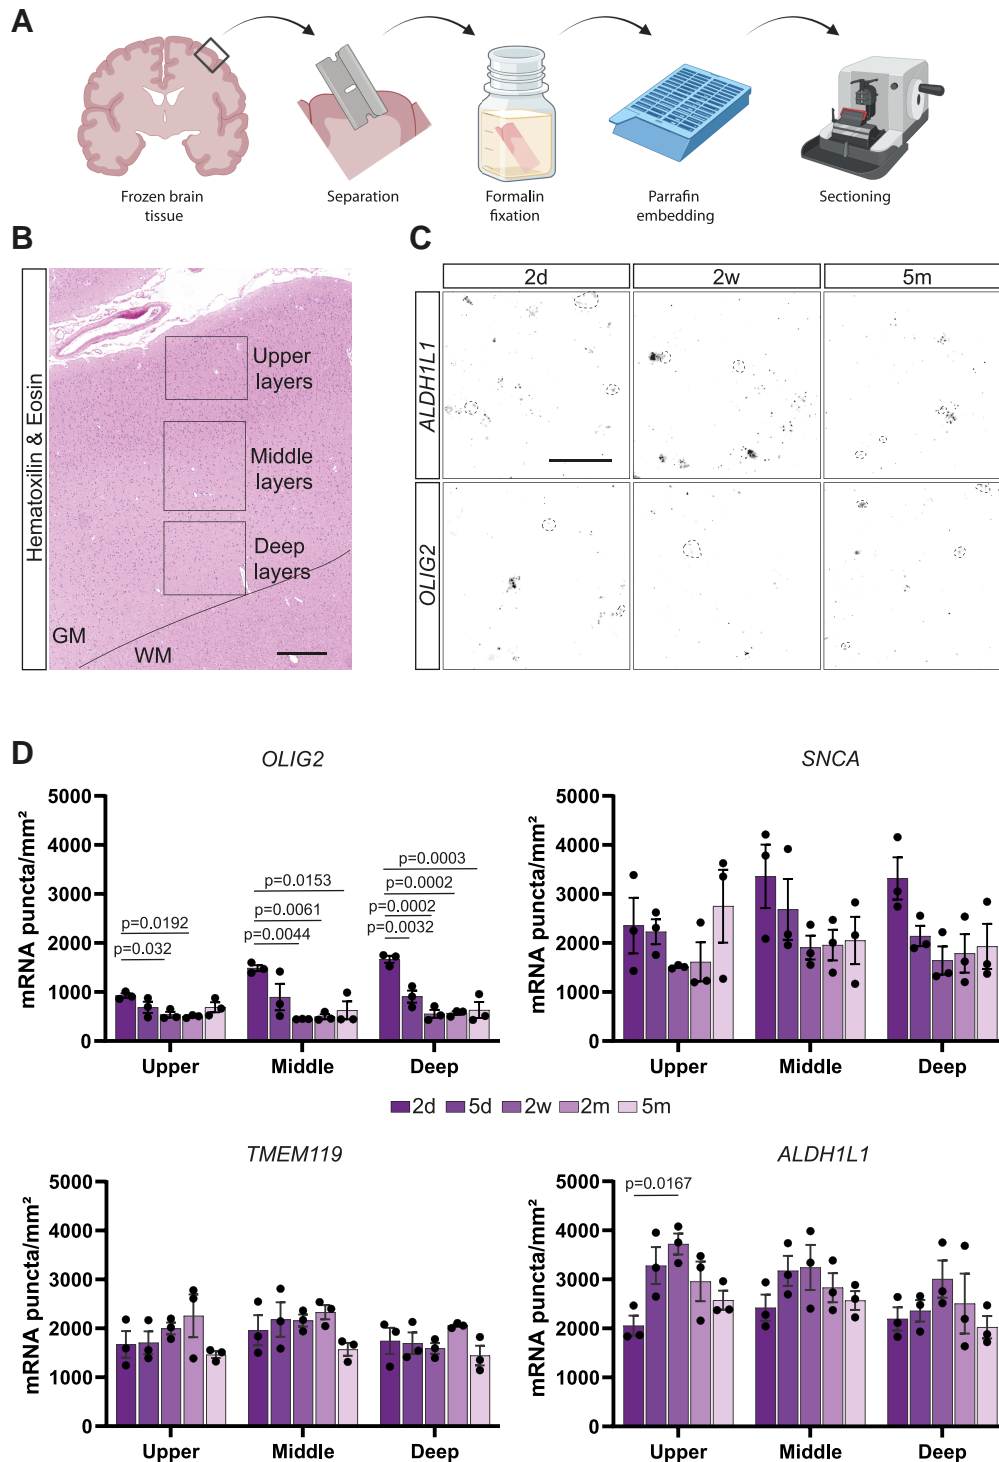 A
Frozen brain
tissue
Separation
Formalin
fixation
Parrafin
embedding
Sectioning
B
Hematoxilin & Eosin
Upper
layers
Middle
layers
Deep
layers
GM
WM
C
2d
2w
5m
ALDH1L1
OLIG2
D
OLIG2
mRNA puncta/mm²
5000
4000
3000
2000
1000
0
p=0.0192
p=0.032
p=0.0153
p=0.0061
p=0.0044
p=0.0003
p=0.0002
p=0.0002
p=0.0032
Upper
Middle
Deep
SNCA
mRNA puncta/mm²
5000
4000
3000
2000
1000
0
Upper
Middle
Deep
2d 5d 2w 2m 5m
TMEM119
mRNA puncta/mm²
5000
4000
3000
2000
1000
0
Upper
Middle
Deep
ALDH1L1
mRNA puncta/mm²
5000
4000
3000
2000
1000
0
p=0.0167
Upper
Middle
Deep